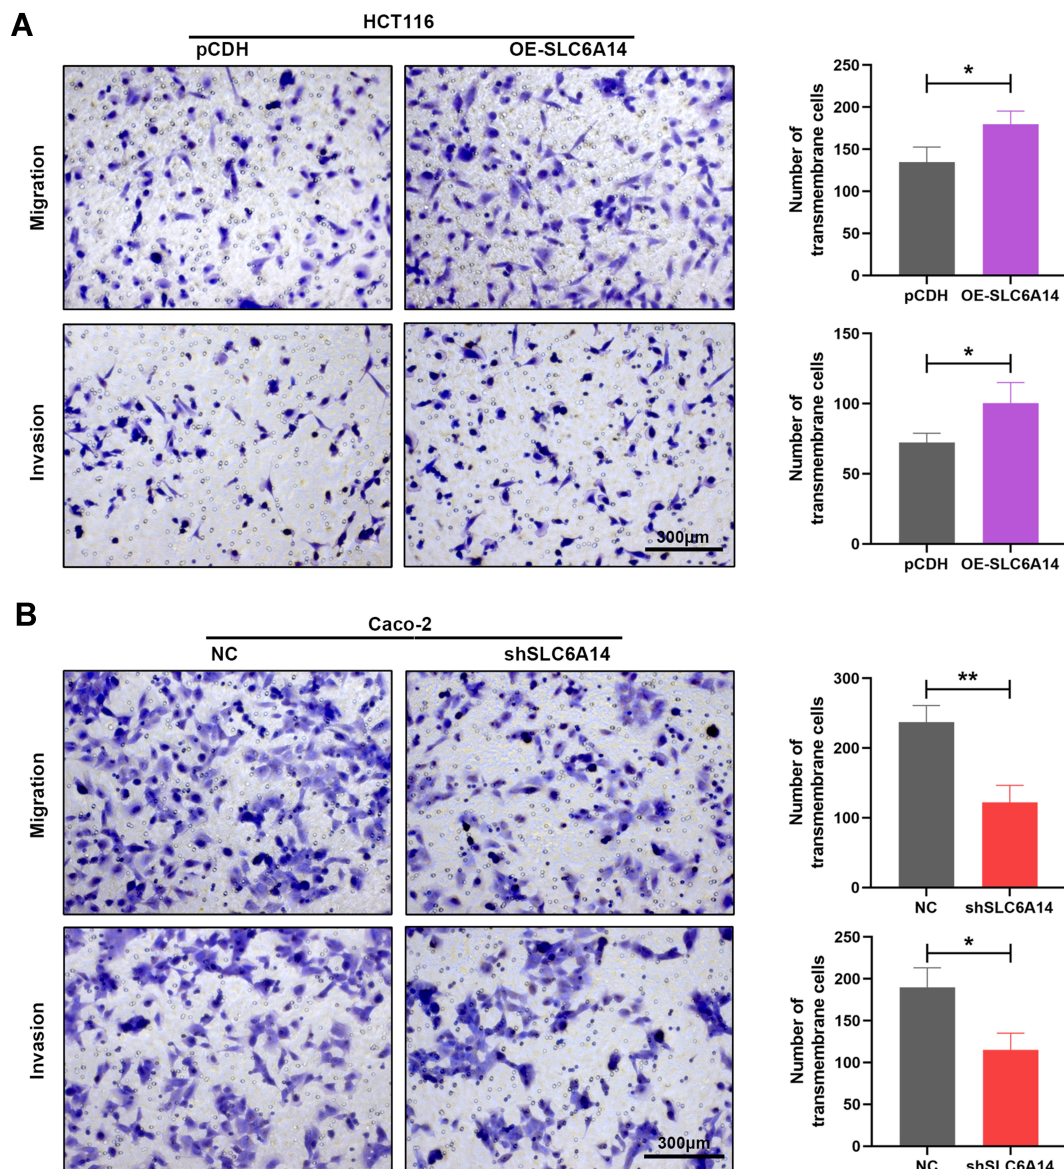 A
HCT116
pCDH
OE-SLC6A14
Migration
Invasion
300μm
Number of
transmembrane cells
250
200
150
100
50
0
*
pCDH
OE-SLC6A14
Number of
transmembrane cells
150
100
50
0
*
pCDH
OE-SLC6A14
B
Caco-2
NC
shSLC6A14
Migration
Invasion
300μm
Number of
transmembrane cells
300
200
100
0
**
NC
shSLC6A14
Number of
transmembrane cells
250
200
150
100
50
0
*
NC
shSLC6A14